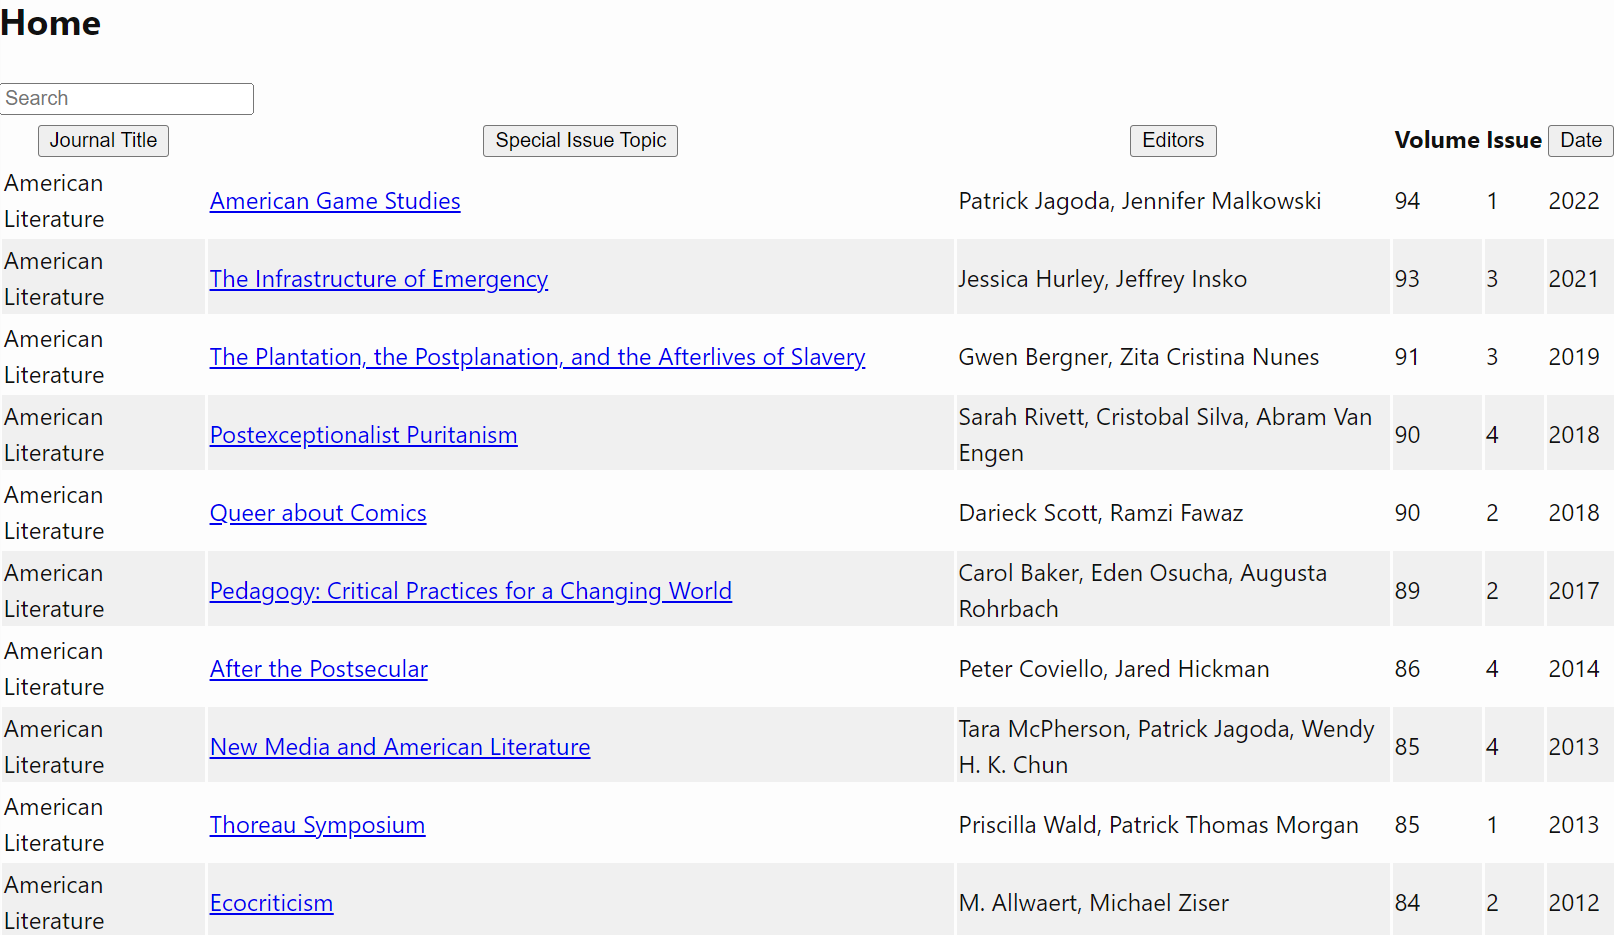 Home
Search
Journal Title Special Issue Topic Editors Volume Issue Date
American Literature American Game Studies Patrick Jagoda, Jennifer Malkowski 94 1 2022
American Literature The Infrastructure of Emergency Jessica Hurley, Jeffrey Insko 93 3 2021
American Literature The Plantation, the Postplanation, and the Afterlives of Slavery Gwen Bergner, Zita Cristina Nunes 91 3 2019
American Literature Postexceptionalist Puritanism Sarah Rivett, Cristobal Silva, Abram Van Engen 90 4 2018
American Literature Queer about Comics Darieck Scott, Ramzi Fawaz 90 2 2018
American Literature Pedagogy: Critical Practices for a Changing World Carol Baker, Eden Osucha, Augusta Rohrbach 89 2 2017
American Literature After the Postsecular Peter Coviello, Jared Hickman 86 4 2014
American Literature New Media and American Literature Tara McPherson, Patrick Jagoda, Wendy H. K. Chun 85 4 2013
American Literature Thoreau Symposium Priscilla Wald, Patrick Thomas Morgan 85 1 2013
American Literature Ecocriticism M. Allwaert, Michael Ziser 84 2 2012